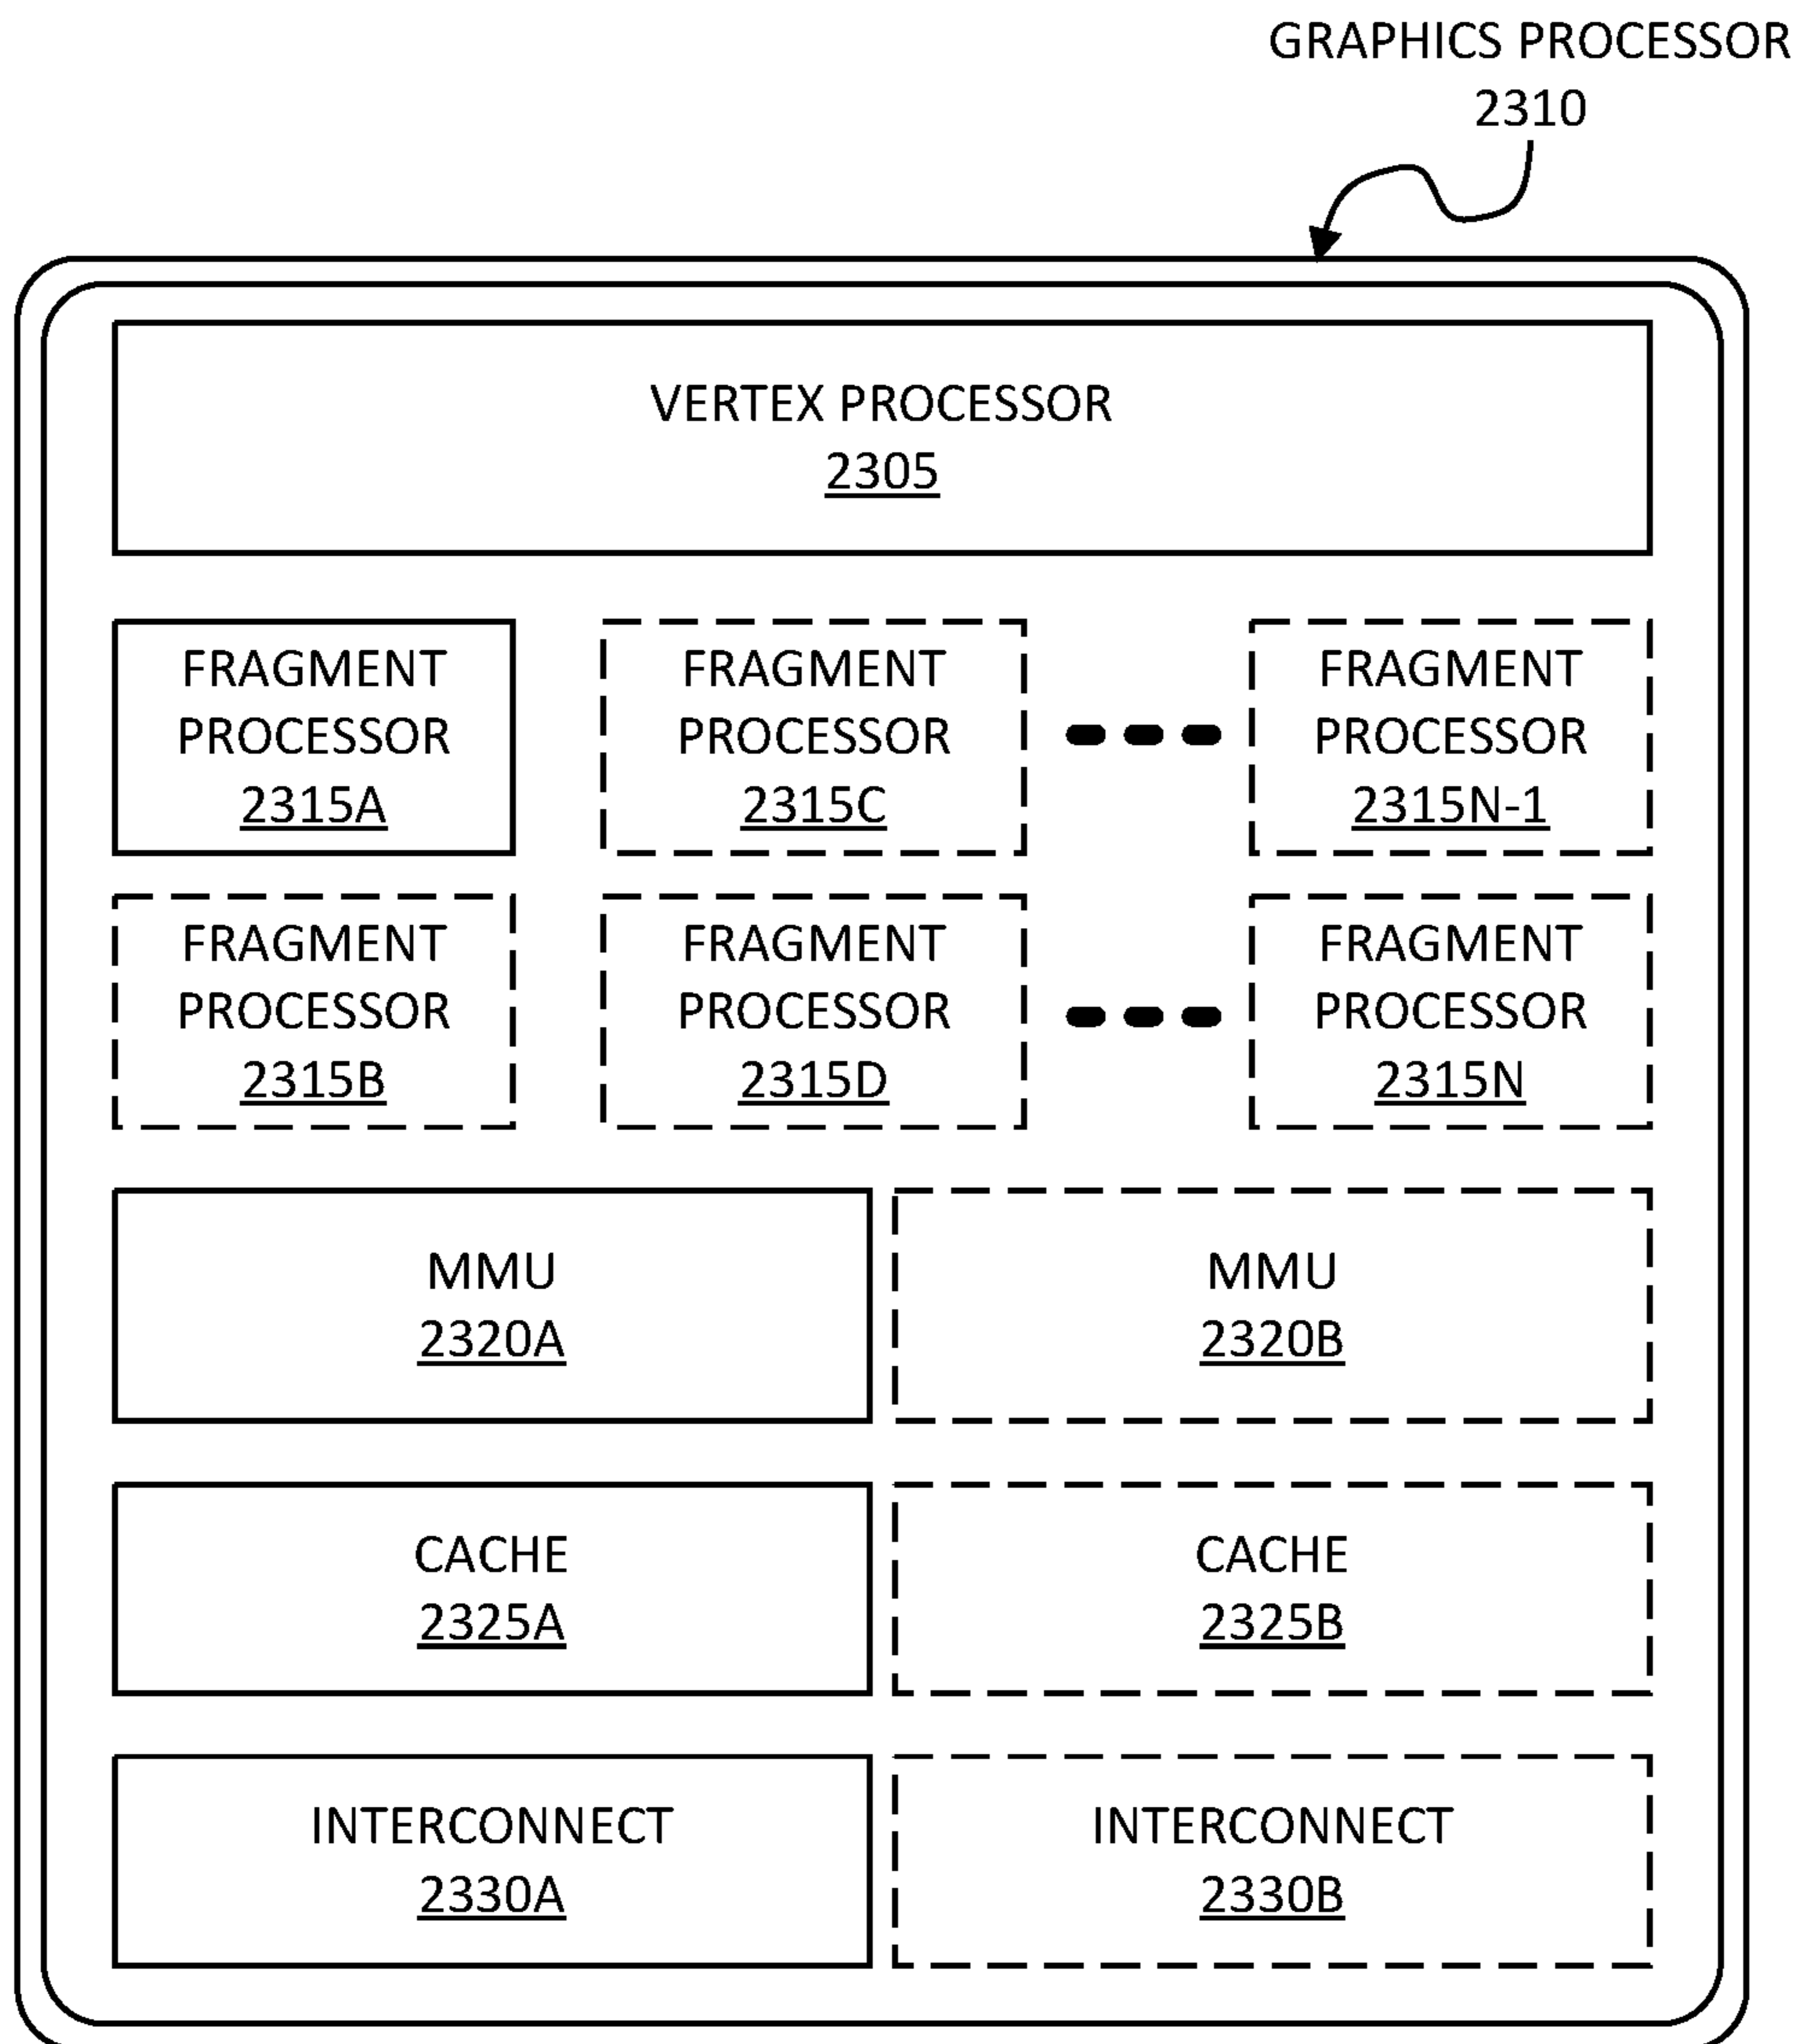 GRAPHICS PROCESSOR
2310
VERTEX PROCESSOR
2305
FRAGMENT
PROCESSOR
2315A
FRAGMENT
PROCESSOR
2315C
FRAGMENT
PROCESSOR
2315N-1
FRAGMENT
PROCESSOR
2315B
FRAGMENT
PROCESSOR
2315D
FRAGMENT
PROCESSOR
2315N
MMU
2320A
MMU
2320B
CACHE
2325A
CACHE
2325B
INTERCONNECT
2330A
INTERCONNECT
2330B